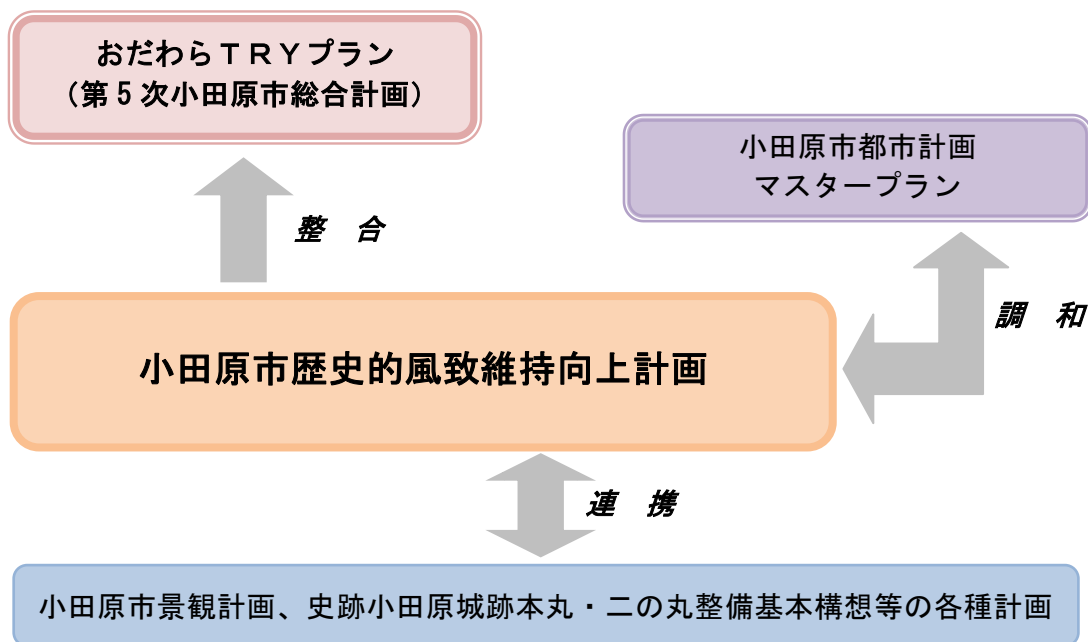 おだわらＴＲＹプラン
（第５次小田原市総合計画）
小田原市都市計画
マスタープラン
整　合
調　和
小田原市歴史的風致維持向上計画
連　携
小田原市景観計画、史跡小田原城跡本丸・二の丸整備基本構想等の各種計画